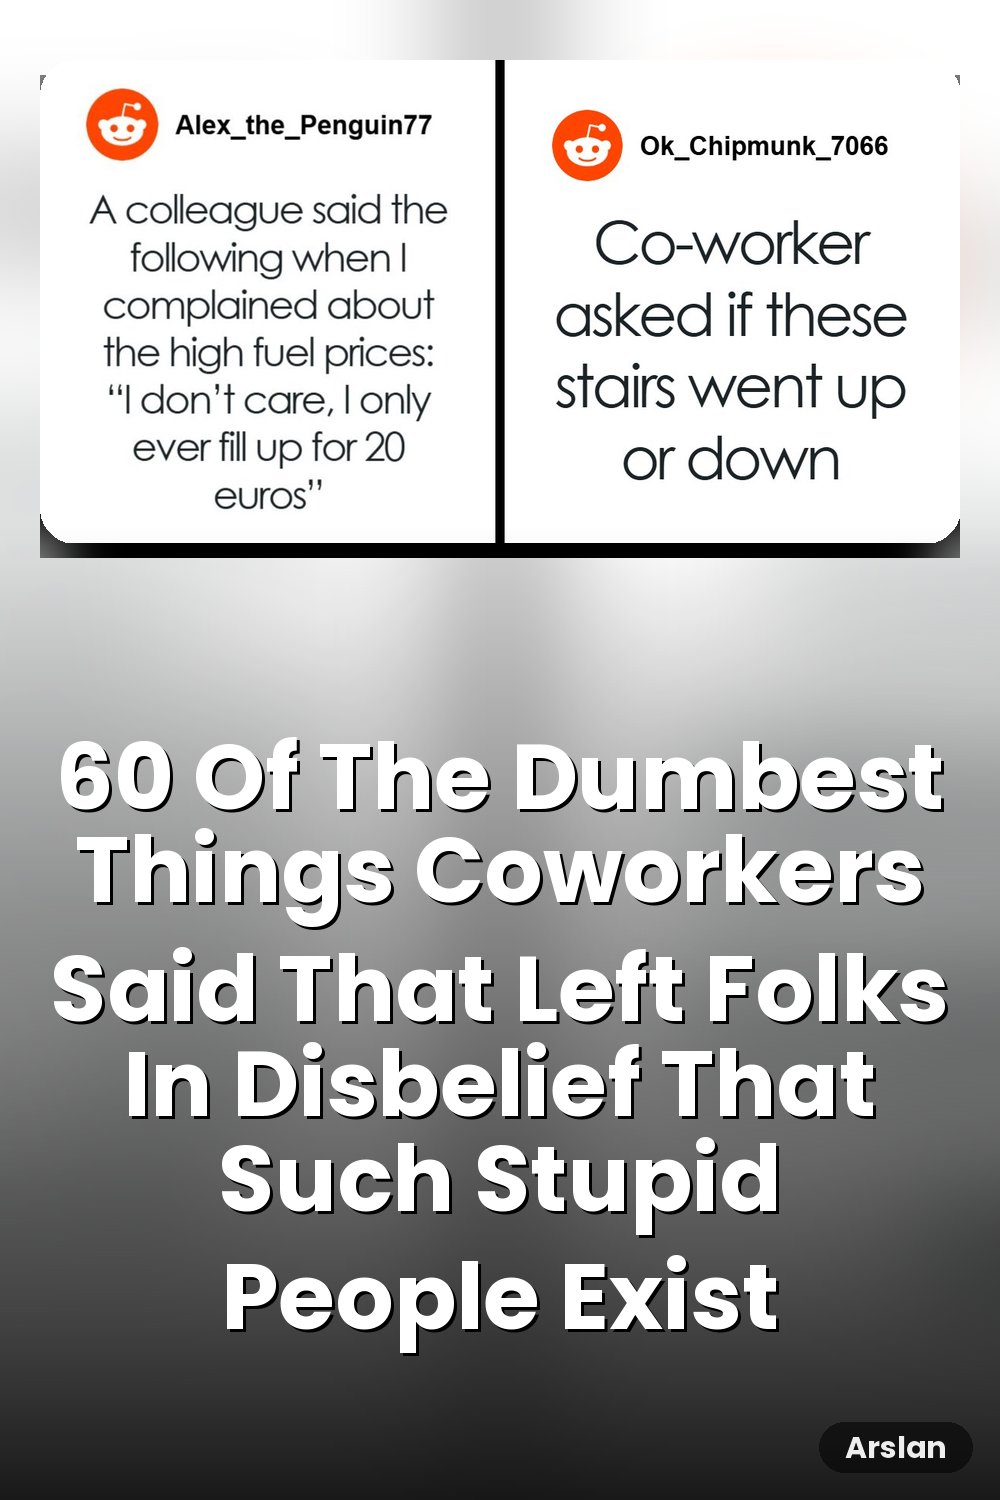 Alex_the_Penguin77
A colleague said the
following when I
complained about
the high fuel prices:
“I don’t care, I only
ever fill up for 20
euros”
Ok_Chipmunk_7066
Co-worker
asked if these
stairs went up
or down
60 Of The Dumbest
Things Coworkers
Said That Left Folks
In Disbelief That
Such Stupid
People Exist
Arslan